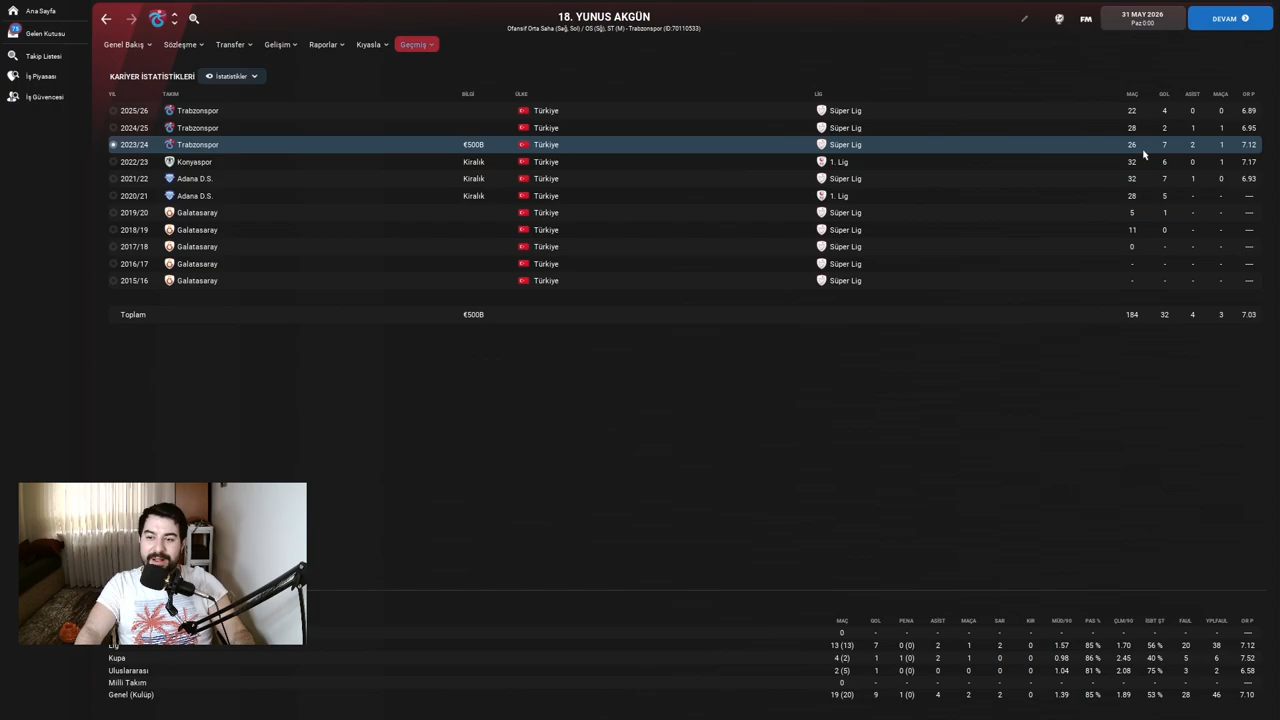 Ana Sayfa
75
Gelen Kutusu
Takip Listesi
İş Piyasası
İş Güvencesi
18. YUNUS AKGÜN
Ofansif Orta Saha (Sağ, Sol) / OS (Sğ), ST (M) - Trabzonspor (ID:70110533)
FM
31 MAY 2026
Paz 0:00
DEVAM
Genel Bakış Sözleşme Transfer Gelişim Raporlar Kıyasla Geçmiş
KARİYER İSTATİSTİKLERİ İstatistikler
YIL TAKIM BİLGİ ÜLKE LİG MAÇ GOL ASİST MAÇA OR P
2025/26 Trabzonspor Türkiye Süper Lig 22 4 0 0 6.89
2024/25 Trabzonspor Türkiye Süper Lig 28 2 1 1 6.95
2023/24 Trabzonspor €500B Türkiye Süper Lig 26 7 2 1 7.12
2022/23 Konyaspor Kiralık Türkiye 1. Lig 32 6 0 1 7.17
2021/22 Adana D.S. Kiralık Türkiye Süper Lig 32 7 1 0 6.93
2020/21 Adana D.S. Kiralık Türkiye 1. Lig 28 5 - - ---
2019/20 Galatasaray Türkiye Süper Lig 5 1 - - ---
2018/19 Galatasaray Türkiye Süper Lig 11 0 - - ---
2017/18 Galatasaray Türkiye Süper Lig 0 - - - ---
2016/17 Galatasaray Türkiye Süper Lig - - - - ---
2015/16 Galatasaray Türkiye Süper Lig - - - - ---
Toplam €500B 184 32 4 3 7.03
MAÇ GOL PENA ASİST MAÇA SAR KIR MÜD/90 PAS % ÇLM/90 İSBT ŞT FAUL YPLFAUL OR P
0 - - - - - - - - - - - - ---
Lig 13 (13) 7 0 (0) 2 1 2 0 1.57 85 % 1.70 56 % 20 38 7.12
Kupa 4 (2) 1 1 (0) 2 1 0 0 0.98 86 % 2.45 40 % 5 6 7.52
Uluslararası 2 (5) 1 0 (0) 0 0 0 0 1.04 81 % 2.08 75 % 3 2 6.58
Milli Takım 0 - - - - - - - - - - - - ---
Genel (Kulüp) 19 (20) 9 1 (0) 4 2 2 0 1.39 85 % 1.89 53 % 28 46 7.10